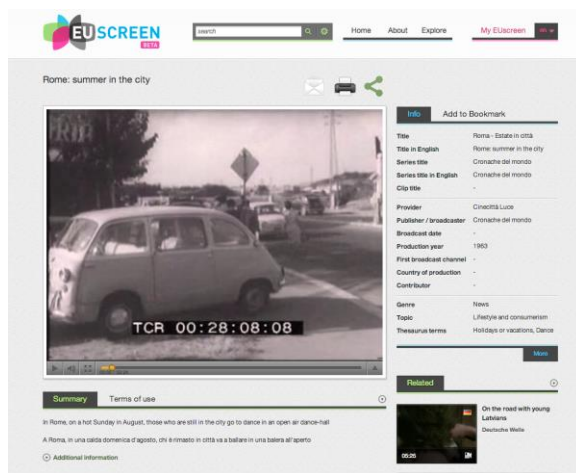 EUSCREEN
BETA
search
Home About Explore My EUscreen
Rome: summer in the city
Info Add to Bookmark
Title Roma - Estate in città
Title in English Rome: summer in the city
Series title Cronache del mondo
Series title in English Cronache del mondo
Clip title -
Provider Cinecittà Luce
Publisher / broadcaster Cronache del mondo
Broadcast date -
Production year 1963
First broadcast channel -
Country of production -
Contributor -
Genre News
Topic Lifestyle and consumerism
Thesaurus terms Holidays or vacations, Dance
More
TCR 00:28:08:08
Summary Terms of use
In Rome, on a hot Sunday in August, those who are still in the city go to dance in an open air dance-hall
A Roma, in una calda domenica d'agosto, chi è rimasto in città va a ballare in una balera all'aperto
Additional information
Related
On the road with young
Latvians
Deutsche Welle
05:25